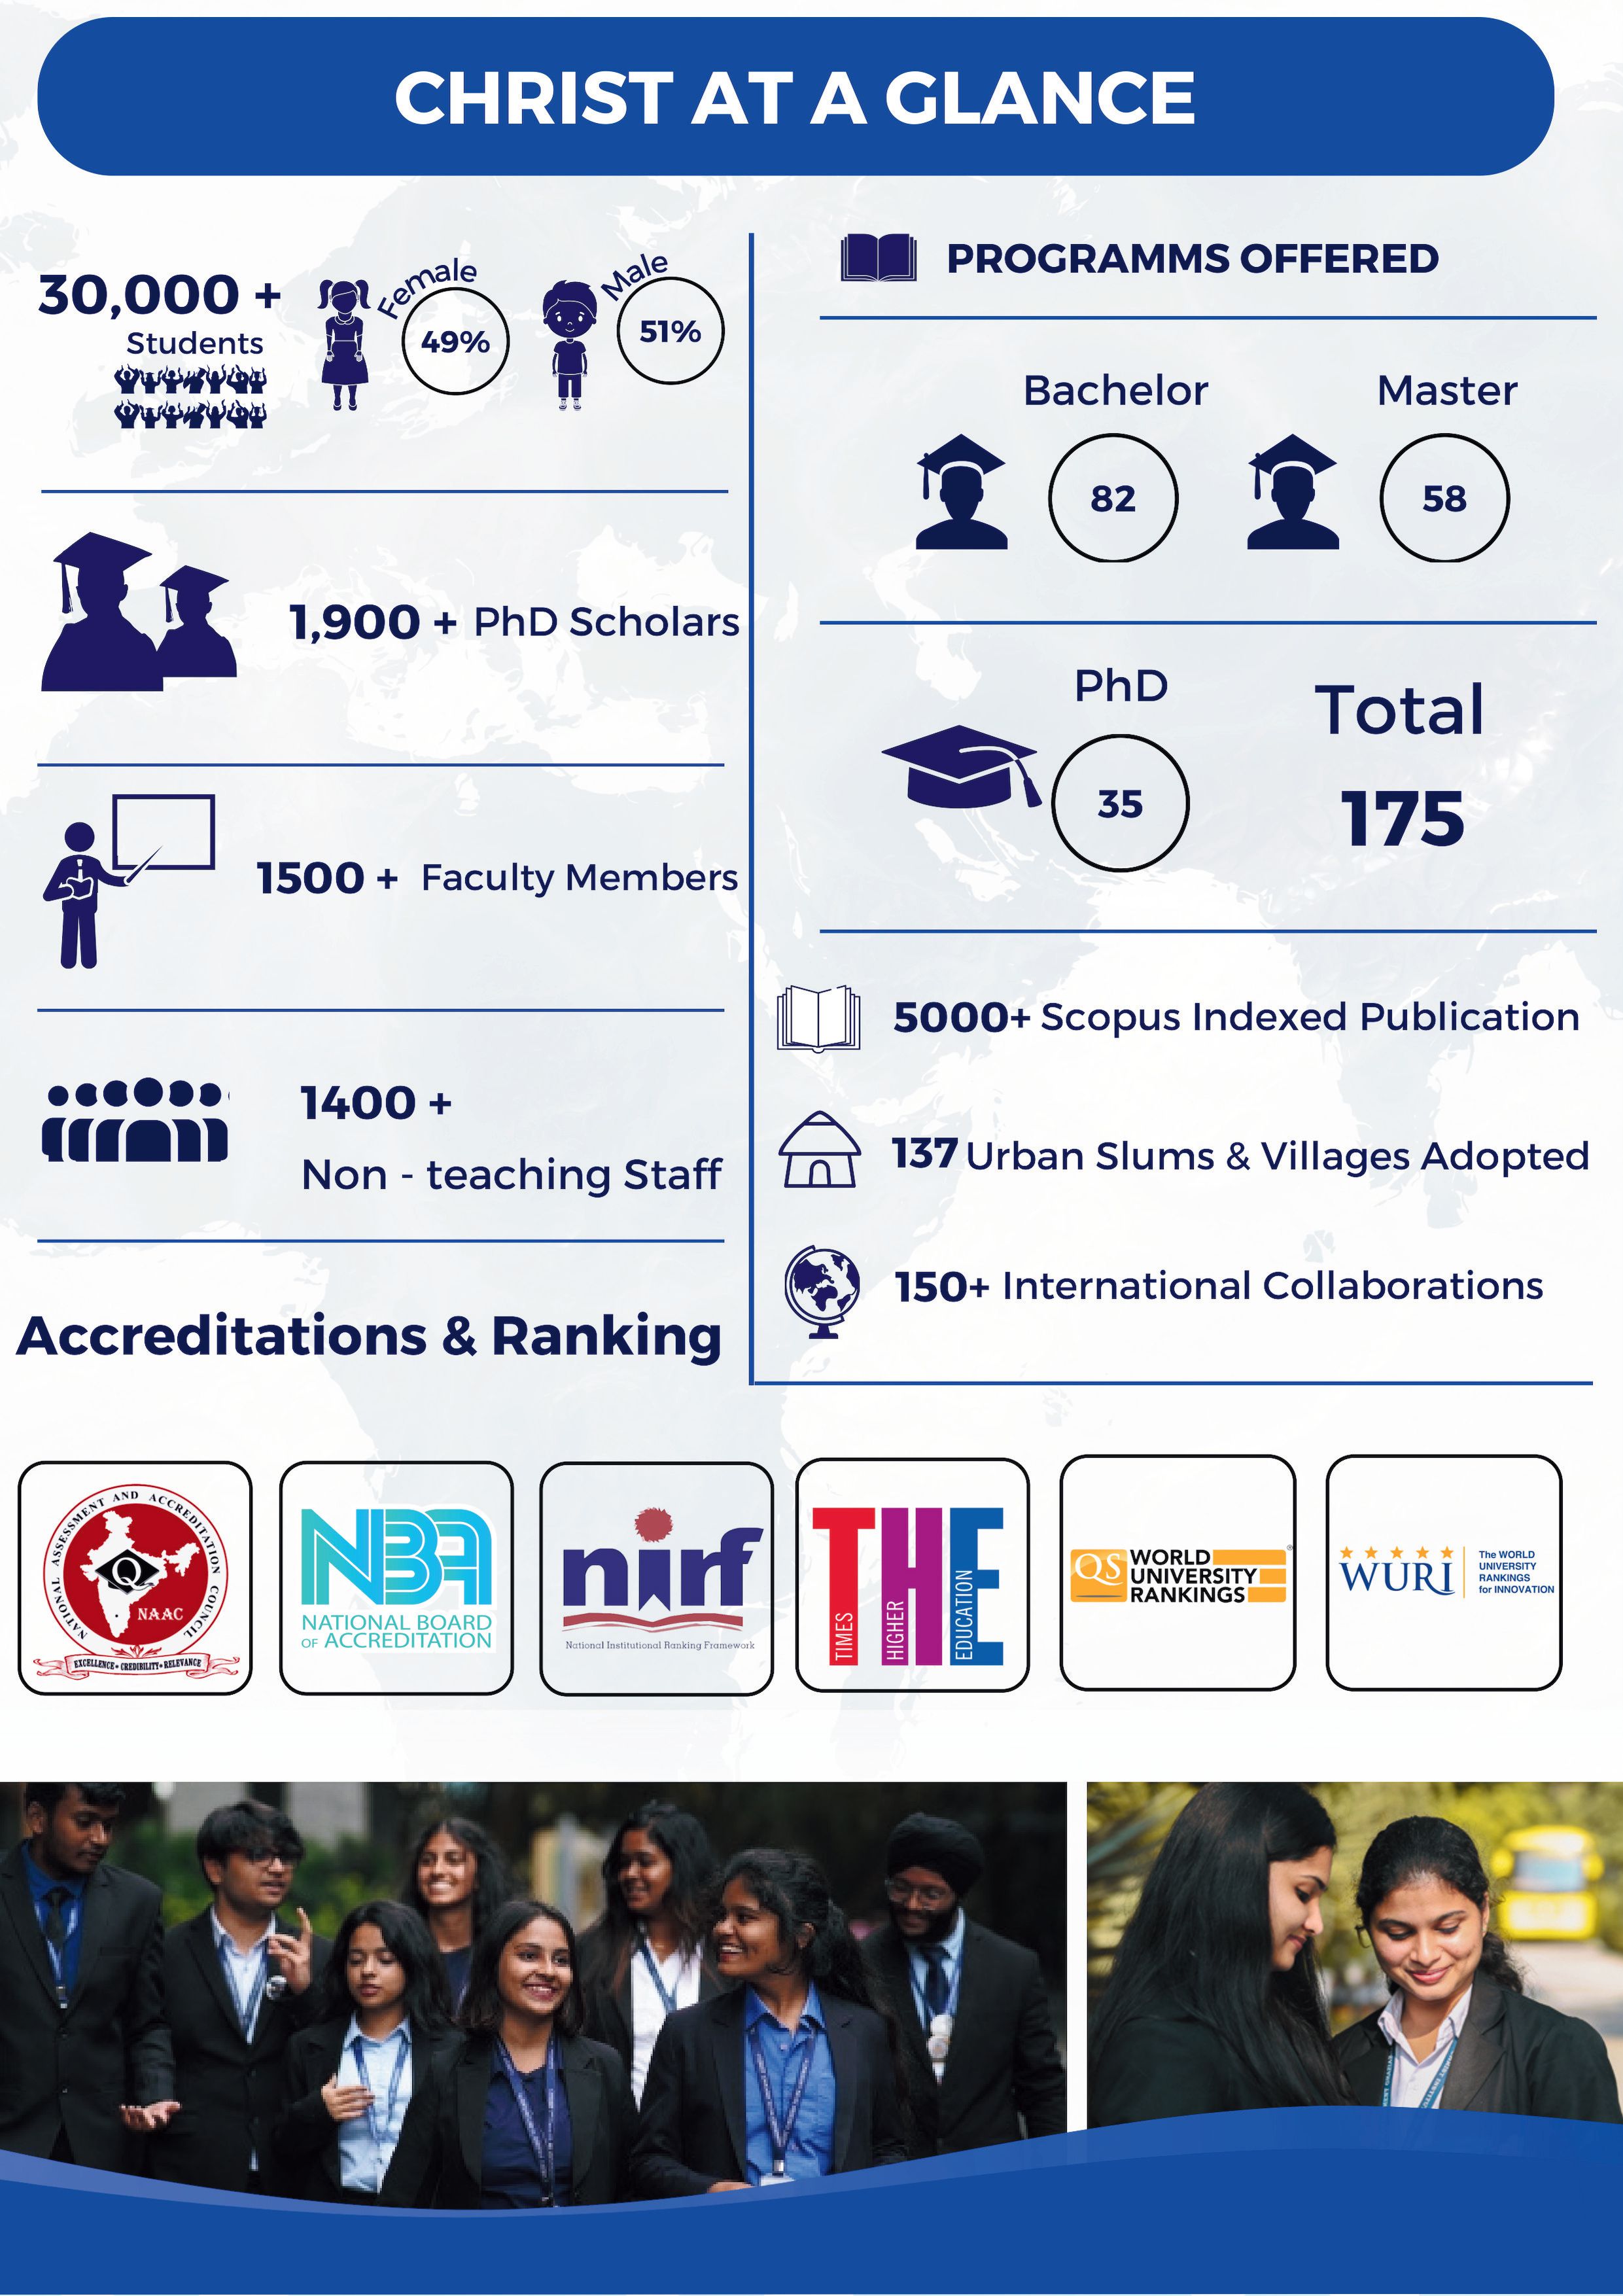 CHRIST AT A GLANCE
30,000 +
Students
Female
49%
Male
51%
1,900 + PhD Scholars
1500 + Faculty Members
1400 +
Non - teaching Staff
PROGRAMMS OFFERED
Bachelor
82
Master
58
PhD
35
Total
175
5000+ Scopus Indexed Publication
137 Urban Slums & Villages Adopted
150+ International Collaborations
Accreditations & Ranking
NATIONAL ASSESSMENT AND ACCREDITATION COUNCIL
Q
NAAC
EXCELLENCE • CREDIBILITY • RELEVANCE
NBA
NATIONAL BOARD
OF ACCREDITATION
nirf
National Institutional Ranking Framework
THE
TIMES
HIGHER
EDUCATION
QS WORLD
UNIVERSITY
RANKINGS
WURI
The WORLD
UNIVERSITY
RANKINGS
for INNOVATION